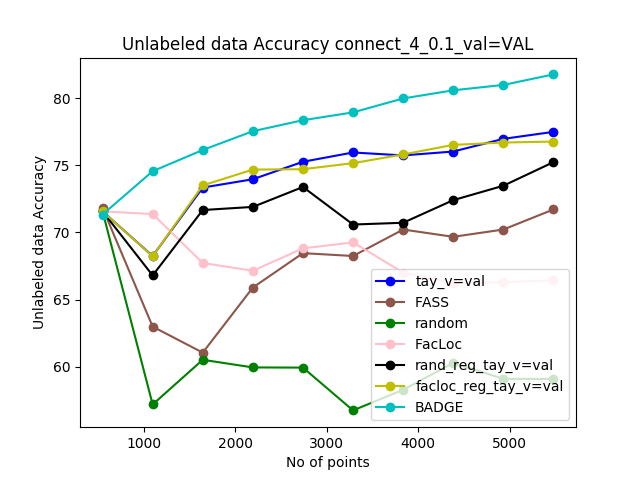 Unlabeled data Accuracy connect_4_0.1_val=VAL
Unlabeled data Accuracy
80
75
70
65
60
1000
2000
3000
4000
5000
No of points
tay_v=val
FASS
random
FacLoc
rand_reg_tay_v=val
facloc_reg_tay_v=val
BADGE